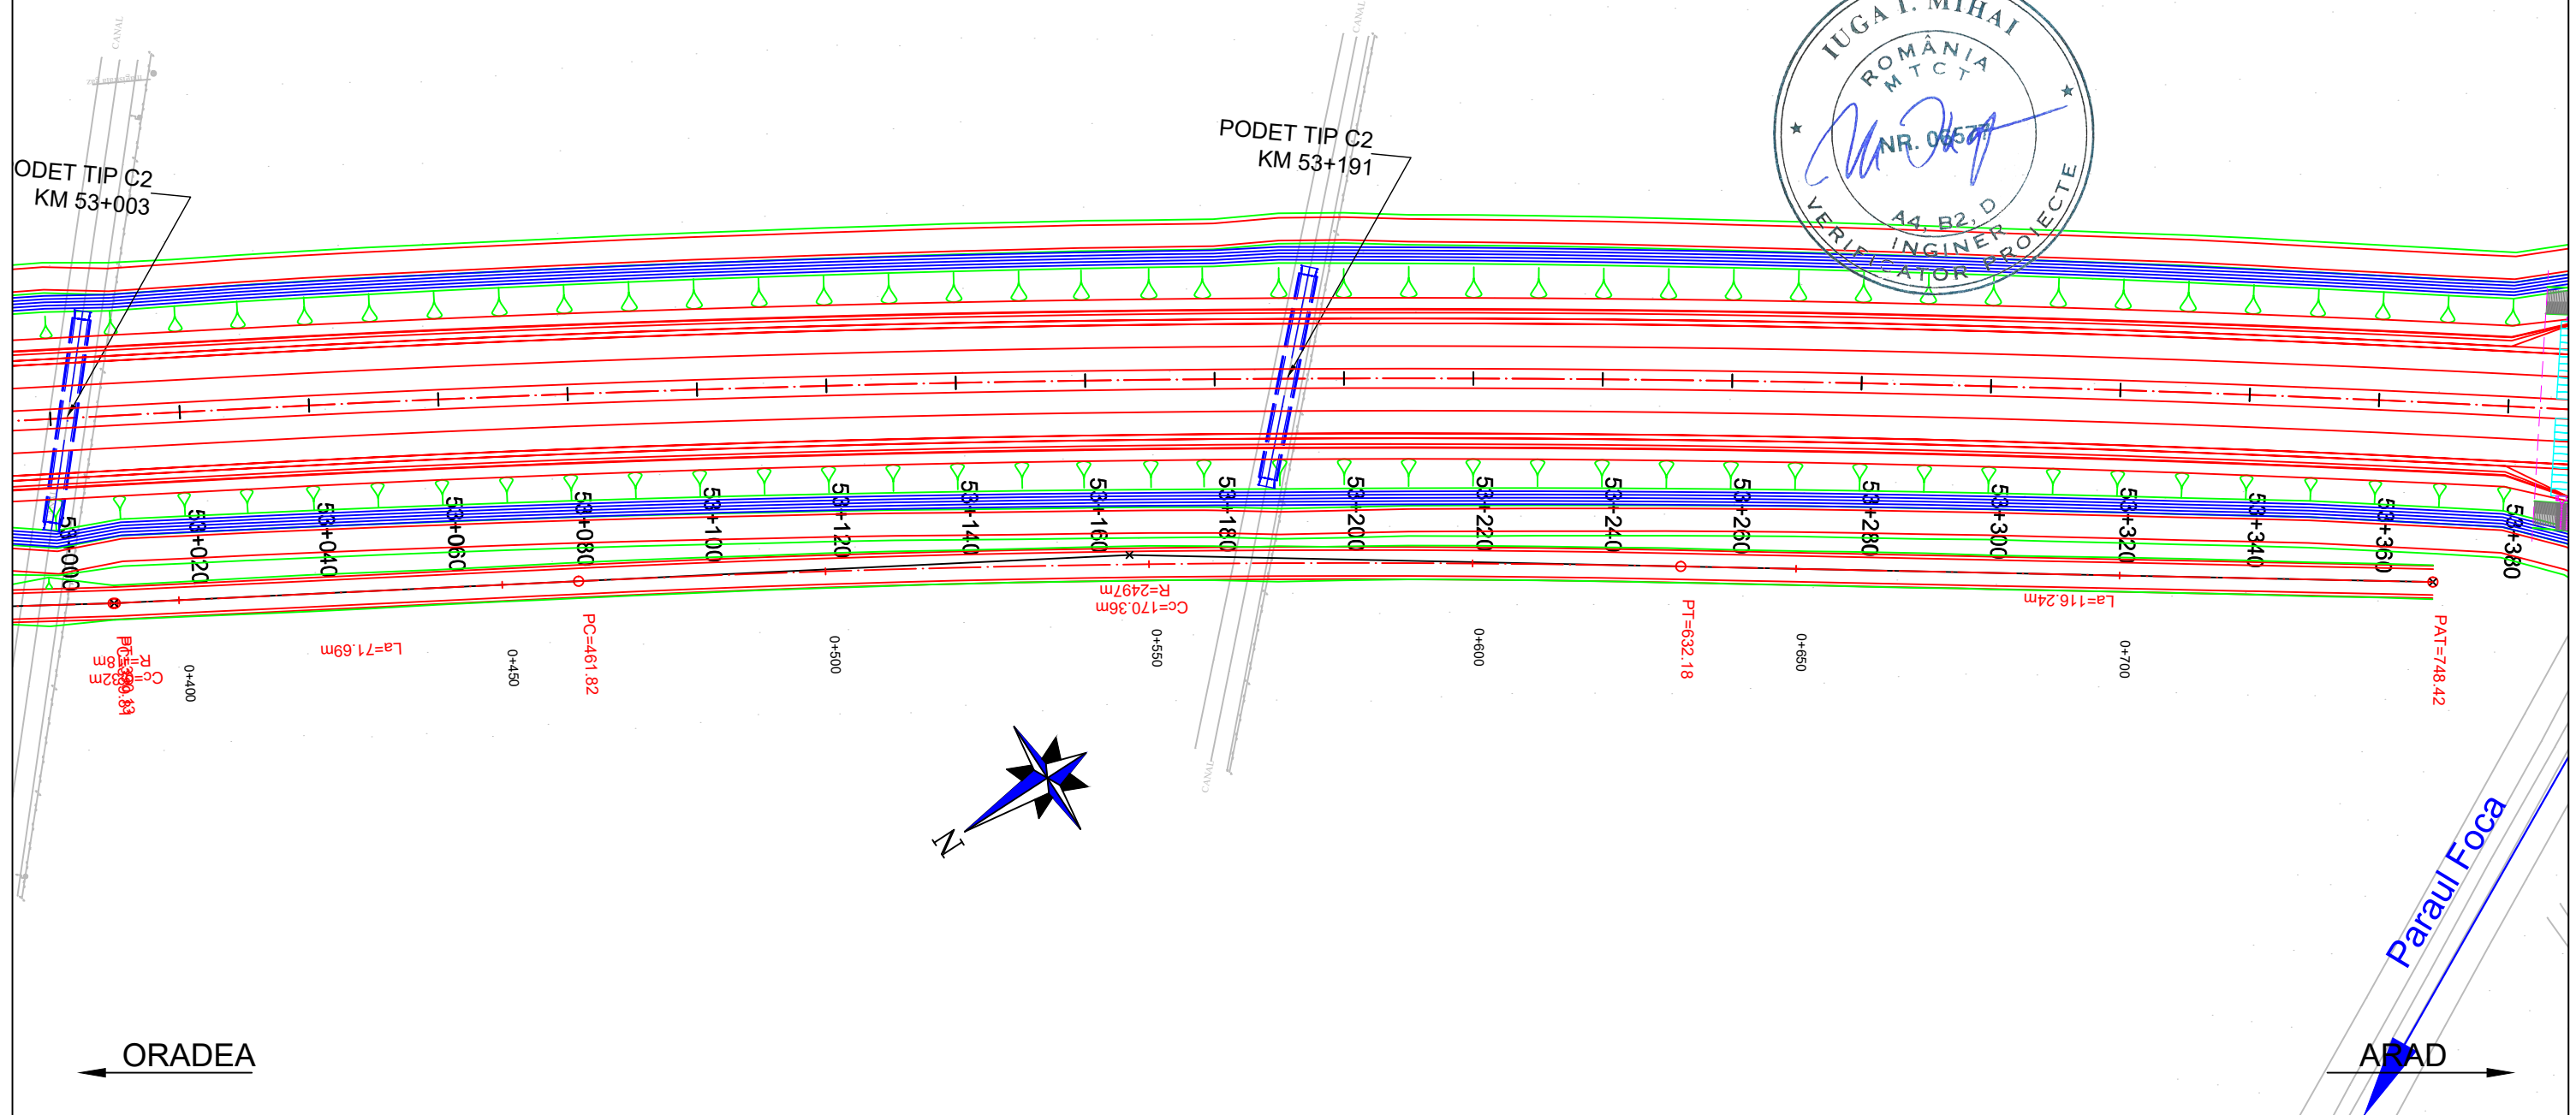 CANAL
CANAL
ODET TIP C2
KM 53+003
PODET TIP C2
KM 53+191
IUGA I. MIHAI
ROMÂNIA
M T C T
NR. 06577
AA, B2, D
INGINER
VERIFICATOR PROIECTE
53+000
53+020
53+040
53+060
53+080
53+100
53+120
53+140
53+160
53+180
53+200
53+220
53+240
53+260
53+280
53+300
53+320
53+340
53+360
53+380
R=18m
La=71.69m
PC=461.82
R=2497m
Cc=170.36m
PT=632.18
La=116.24m
PAT=748.42
0+400
0+450
0+500
0+550
0+600
0+650
0+700
CANAL
N
Paraul Foca
ORADEA
ARAD